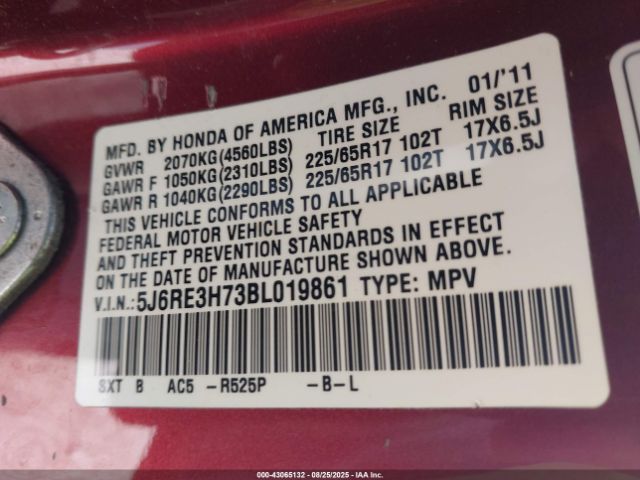 MFD. BY HONDA OF AMERICA MFG., INC. 01/'11
GVWR 2070KG(4560LBS) TIRE SIZE RIM SIZE
GAWR F 1050KG(2310LBS) 225/65R17 102T 17X6.5J
GAWR R 1040KG(2290LBS) 225/65R17 102T 17X6.5J
THIS VEHICLE CONFORMS TO ALL APPLICABLE
FEDERAL MOTOR VEHICLE SAFETY
AND THEFT PREVENTION STANDARDS IN EFFECT
ON THE DATE OF MANUFACTURE SHOWN ABOVE.
V.I.N.: 5J6RE3H73BL019861 TYPE: MPV
SXT B AC5 -R525P -B-L
000-43065132 - 08/25/2025 - IAA Inc.